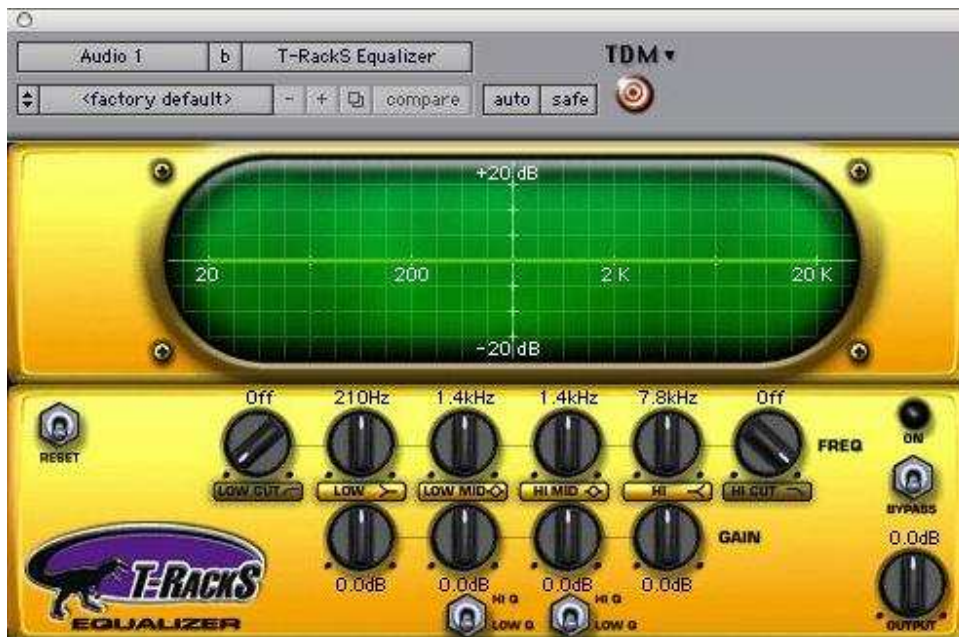 Audio 1 b T-RackS Equalizer TDM
<factory default> - + compare auto safe
+20 dB
20 200 2 K 20 K
-20 dB
Off 210Hz 1.4kHz 1.4kHz 7.8kHz Off
RESET FREQ ON
LOW CUT LOW LOW MID HI MID HI HI CUT
BYPASS
GAIN
0.0dB
0.0dB 0.0dB 0.0dB 0.0dB
T-RACKS
EQUALIZER
HI Q HI Q
LOW Q LOW Q
OUTPUT